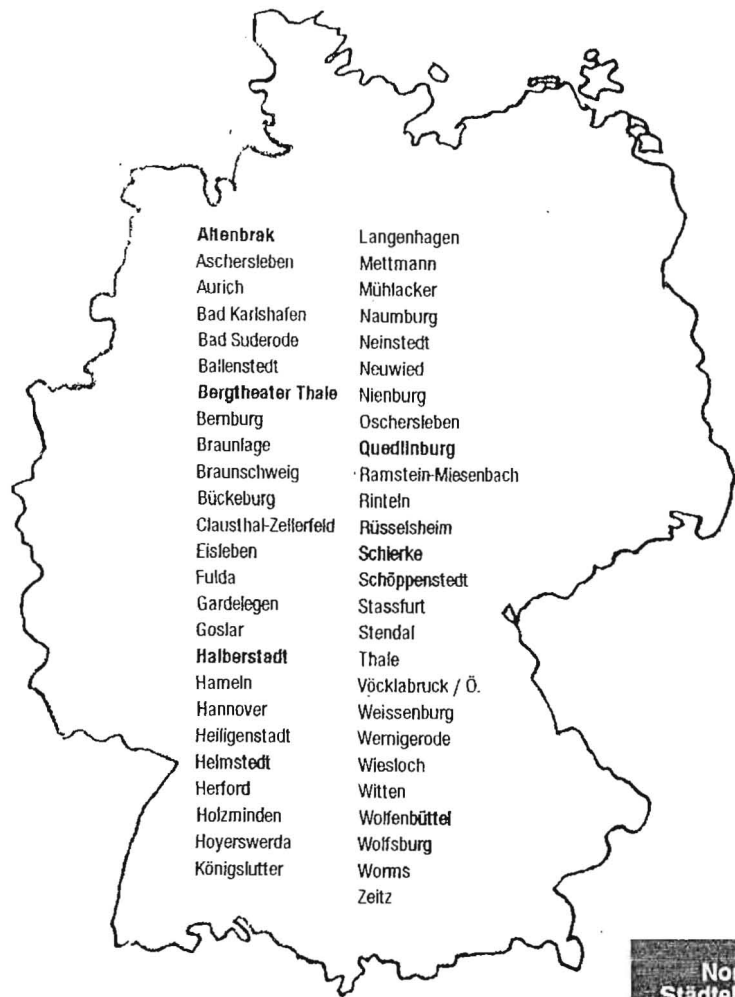 Altenbrak
Aschersleben
Aurich
Bad Karlshafen
Bad Suderode
Ballenstedt
Bergtheater Thale
Bernburg
Braunlage
Braunschweig
Bückeburg
Clausthal-Zellerfeld
Eisleben
Fulda
Gardelegen
Goslar
Halberstadt
Hameln
Hannover
Heiligenstadt
Helmstedt
Herford
Holzminden
Hoyerswerda
Königslutter
Langenhagen
Mettmann
Mühlacker
Naumburg
Neinstedt
Neuwied
Nienburg
Oschersleben
Quedlinburg
Ramstein-Miesenbach
Rinteln
Rüsselsheim
Schierke
Schöppenstedt
Stassfurt
Stendal
Thale
Vöcklabruck / Ö.
Weissenburg
Wernigerode
Wiesloch
Witten
Wolfenbüttel
Wolfsburg
Worms
Zeitz